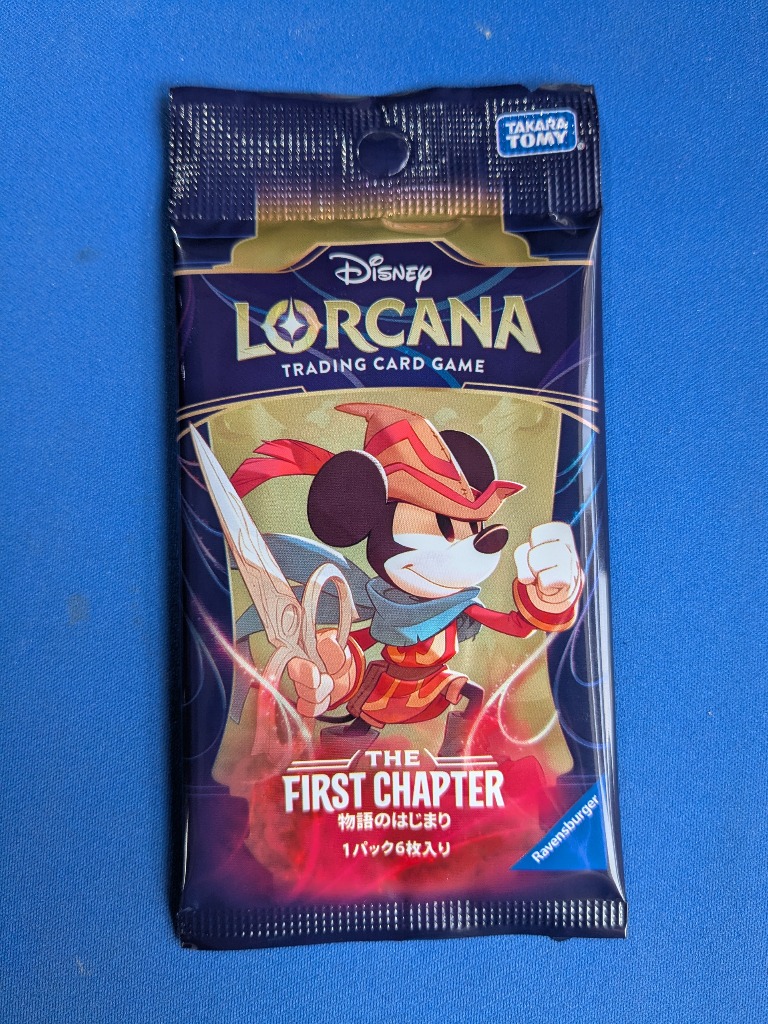 TAKARA
TOMY
Disney
LORCANA
TRADING CARD GAME
THE
FIRST CHAPTER
物語のはじまり
1パック6枚入り
Ravensburger